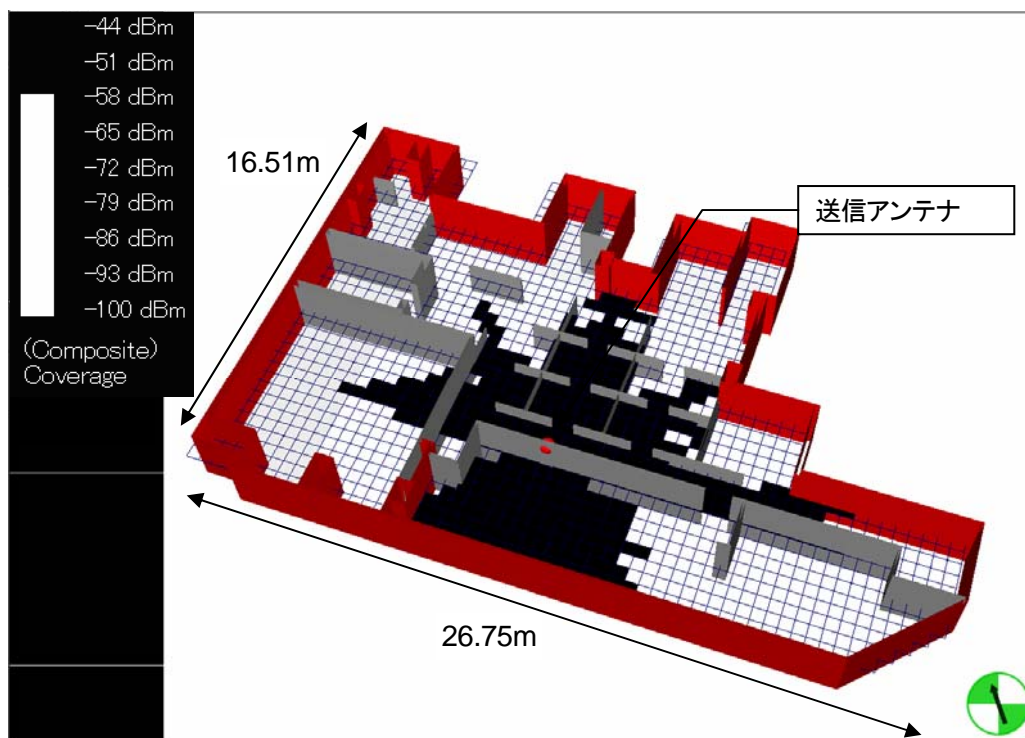 -44 dBm
-51 dBm
-58 dBm
-65 dBm
-72 dBm
-79 dBm
-86 dBm
-93 dBm
-100 dBm
(Composite)
Coverage
16.51m
送信アンテナ
26.75m